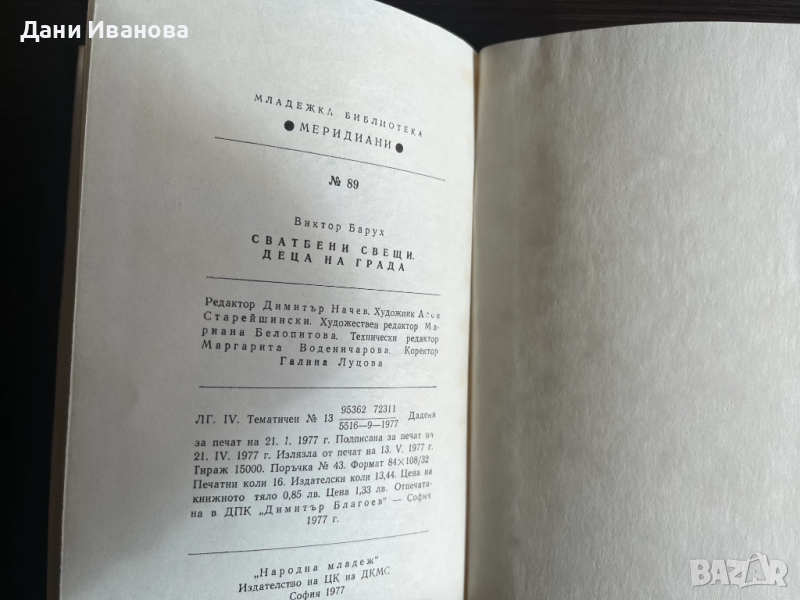 Дани Иванова
МЛАДЕЖКА БИБЛИОТЕКА
● МЕРИДИАНИ ●
№ 89
Виктор Барух
СВАТБЕНИ СВЕЩИ.
ДЕЦА НА ГРАДА
Редактор Димитър Начев. Художник Асен
Старейшински. Художествен редактор Ма-
риана Белопитова. Технически редактор
Маргарита Воденичарова. Коректор
Галина Луцова
95362 72311
ЛГ. IV. Тематичен № 13 Дадена
5516—9—1977
за печат на 21. I. 1977 г. Подписана за печат на
21. IV. 1977 г. Излязла от печат на 13. V. 1977 г.
Тираж 15000. Поръчка № 43. Формат 84×108/32
Печатни коли 16. Издателски коли 13,44. Цена на
книжното тяло 0,85 лв. Цена 1,33 лв. Отпечата-
на в ДПК „Димитър Благоев" — София
1977 г.
„Народна младеж"
Издателство на ЦК на ДКМС
София 1977
BAZAR